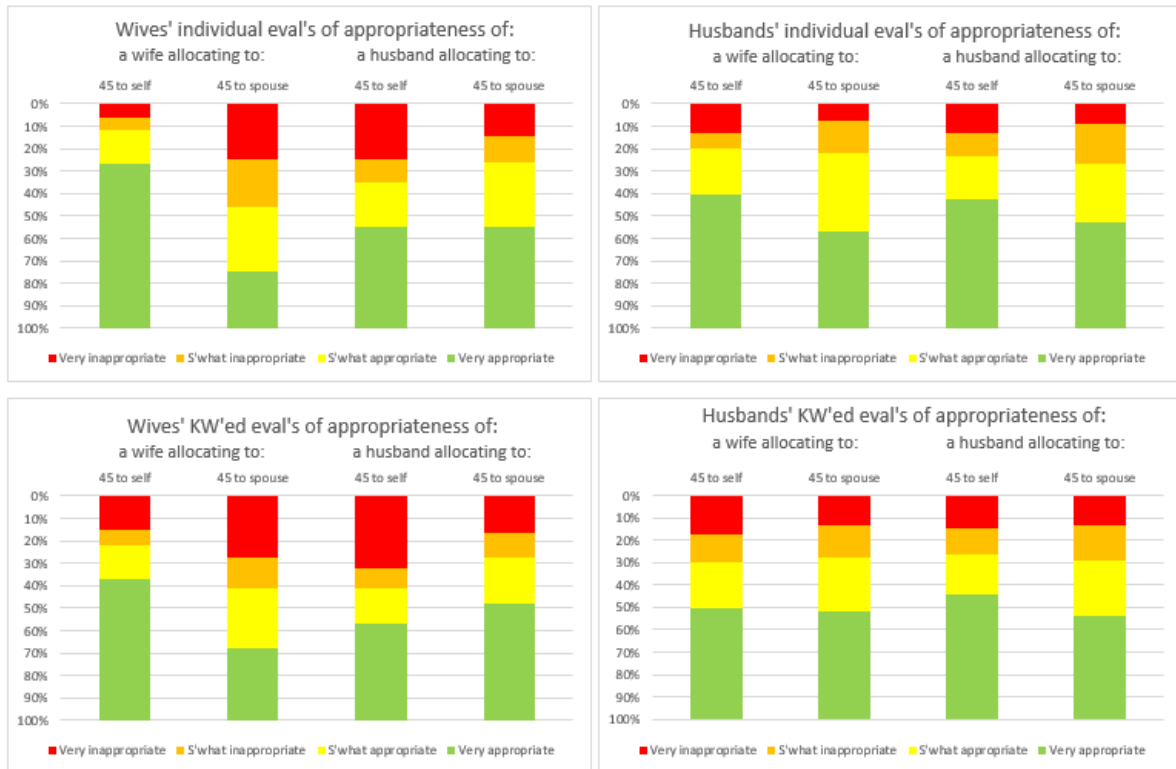 Wives' individual eval's of appropriateness of:
a wife allocating to: a husband allocating to:
45 to self 45 to spouse 45 to self 45 to spouse
0%
10%
20%
30%
40%
50%
60%
70%
80%
90%
100%
Very inappropriate S'what inappropriate S'what appropriate Very appropriate
Husbands' individual eval's of appropriateness of:
a wife allocating to: a husband allocating to:
45 to self 45 to spouse 45 to self 45 to spouse
0%
10%
20%
30%
40%
50%
60%
70%
80%
90%
100%
Very inappropriate S'what inappropriate S'what appropriate Very appropriate
Wives' KW'ed eval's of appropriateness of:
a wife allocating to: a husband allocating to:
45 to self 45 to spouse 45 to self 45 to spouse
0%
10%
20%
30%
40%
50%
60%
70%
80%
90%
100%
Very inappropriate S'what inappropriate S'what appropriate Very appropriate
Husbands' KW'ed eval's of appropriateness of:
a wife allocating to: a husband allocating to:
45 to self 45 to spouse 45 to self 45 to spouse
0%
10%
20%
30%
40%
50%
60%
70%
80%
90%
100%
Very inappropriate S'what inappropriate S'what appropriate Very appropriate